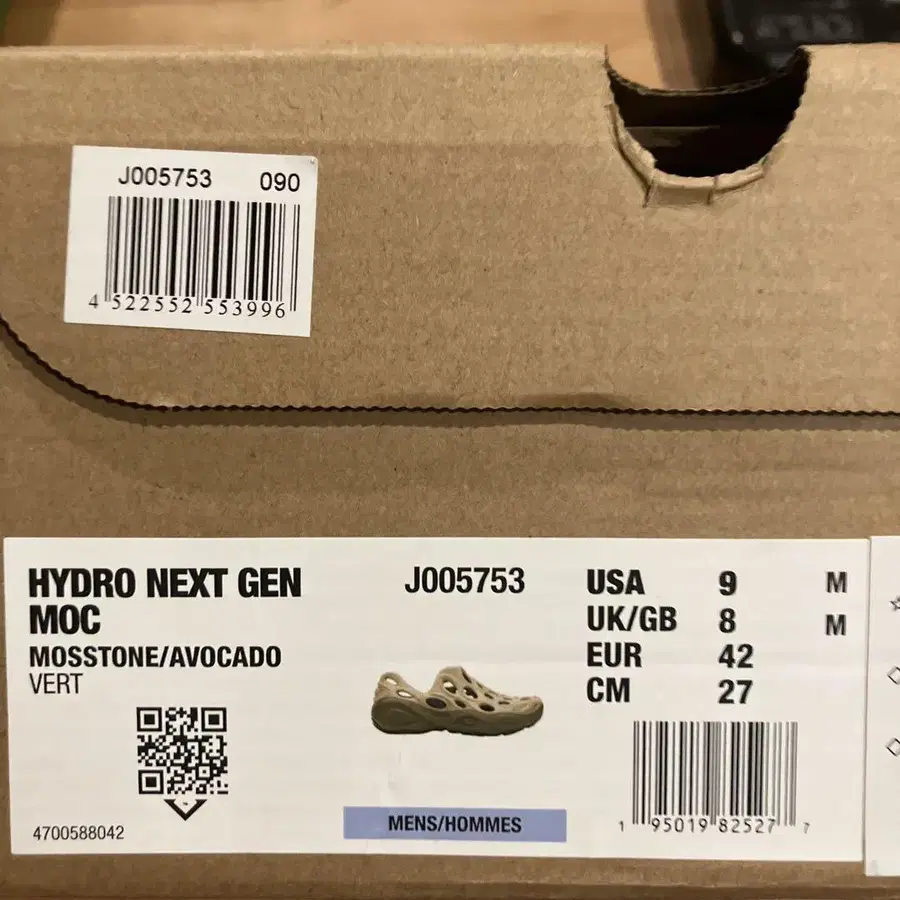 J005753 090
4 522552 553996
HYDRO NEXT GEN
MOC
MOSSTONE/AVOCADO
VERT
4700588042
J005753
MENS/HOMMES
USA 9 M
UK/GB 8 M
EUR 42
CM 27
1 95019 82527 7